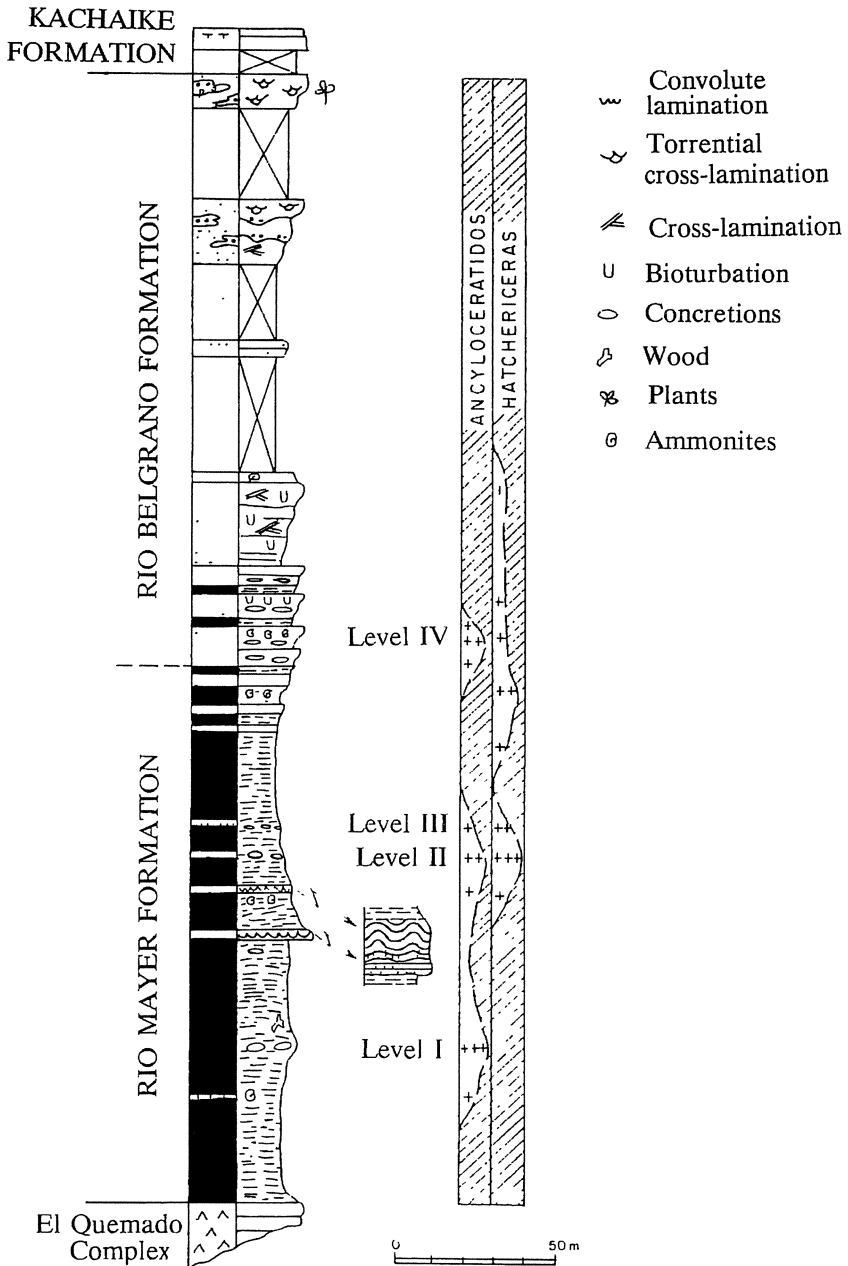 KACHAIKE
FORMATION
RIO BELGRANO FORMATION
RIO MAYER FORMATION
El Quemado
Complex
ANCYLOCERATIDOS
HATCHERICERAS
Level IV
Level III
Level II
Level I
0
50 m
Convolute
lamination
Torrential
cross-lamination
Cross-lamination
Bioturbation
Concretions
Wood
Plants
Ammonites